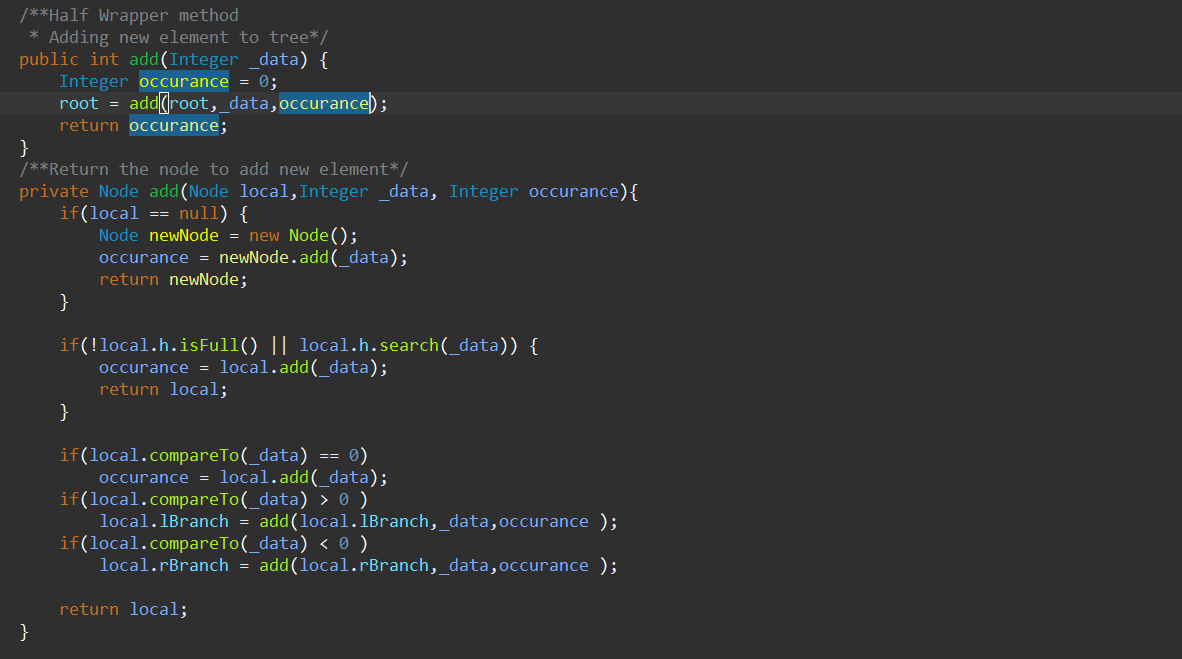 /**Half Wrapper method
 * Adding new element to tree*/
public int add(Integer _data) {
    Integer occurance = 0;
    root = add(root,_data,occurance);
    return occurance;
}
/**Return the node to add new element*/
private Node add(Node local,Integer _data, Integer occurance){
    if(local == null) {
        Node newNode = new Node();
        occurance = newNode.add(_data);
        return newNode;
    }
    if(!local.h.isFull() || local.h.search(_data)) {
        occurance = local.add(_data);
        return local;
    }
    if(local.compareTo(_data) == 0)
        occurance = local.add(_data);
    if(local.compareTo(_data) > 0 )
        local.lBranch = add(local.lBranch,_data,occurance );
    if(local.compareTo(_data) < 0 )
        local.rBranch = add(local.rBranch,_data,occurance );
    return local;
}